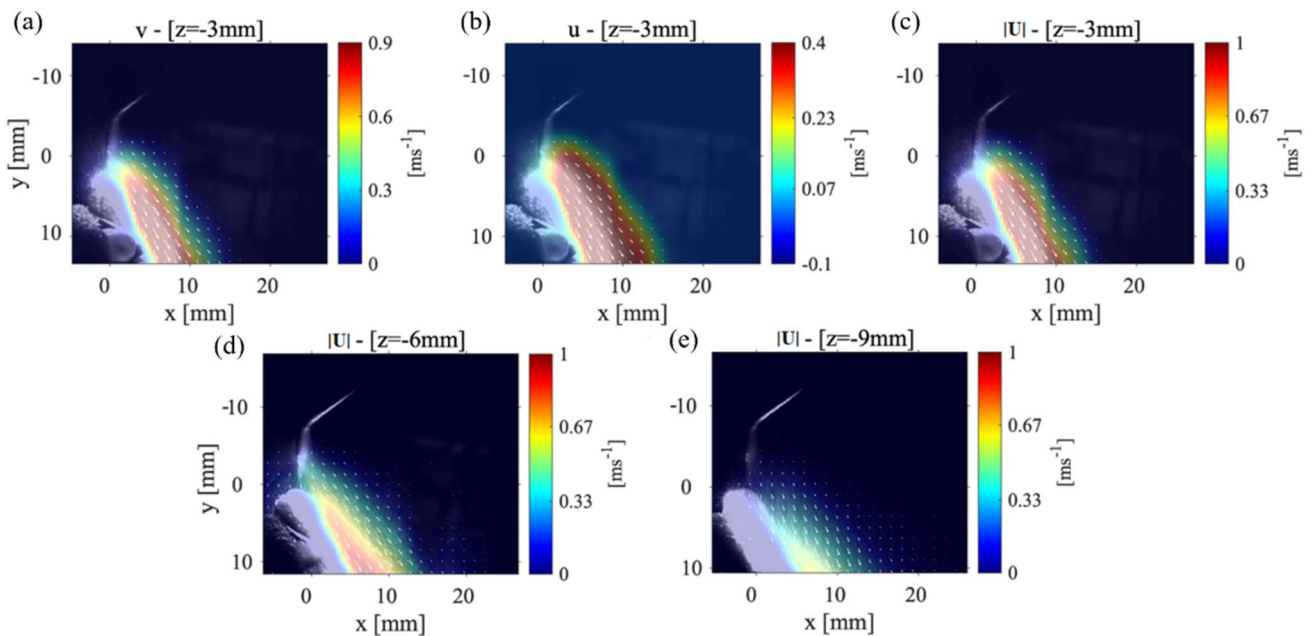 (a)
v - [z=-3mm]
y [mm]
-10
0
10
0
10
20
x [mm]
0.9
0.6
0.3
0
[ms⁻¹]
(b)
u - [z=-3mm]
0
10
20
x [mm]
-10
0
10
0.4
0.23
0.07
-0.1
[ms⁻¹]
(c)
|U| - [z=-3mm]
-10
0
10
0
10
20
x [mm]
1
0.67
0.33
0
[ms⁻¹]
(d)
|U| - [z=-6mm]
y [mm]
-10
0
10
0
10
20
x [mm]
1
0.67
0.33
0
[ms⁻¹]
(e)
|U| - [z=-9mm]
-10
0
10
0
10
20
x [mm]
1
0.67
0.33
0
[ms⁻¹]